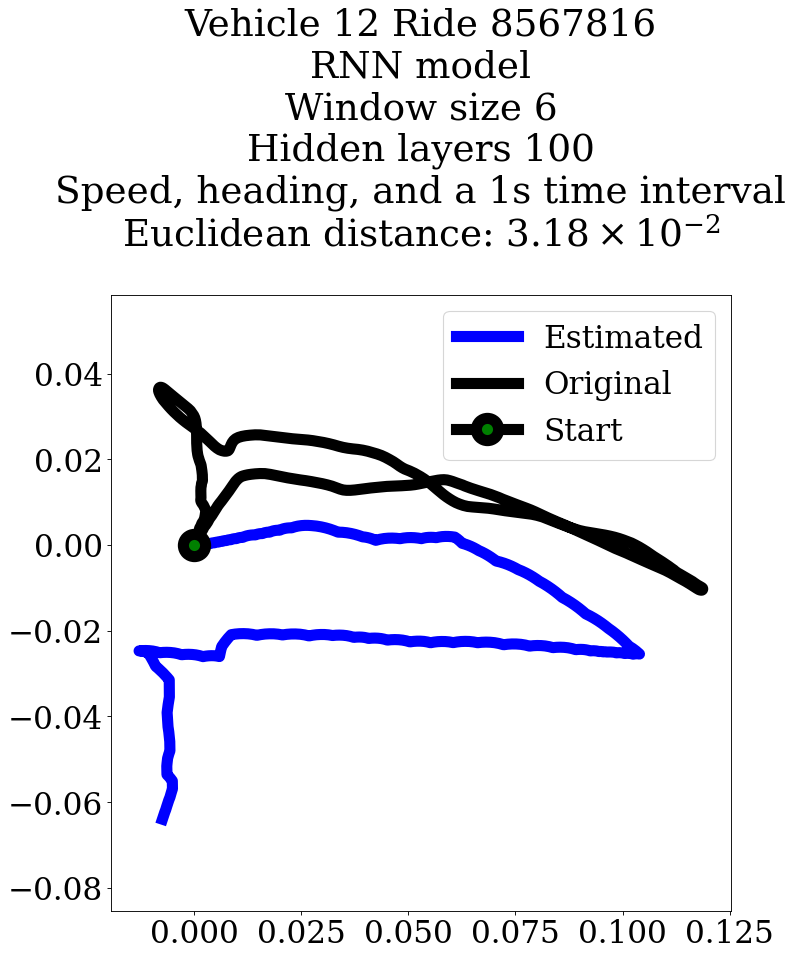 Vehicle 12 Ride 8567816
RNN model
Window size 6
Hidden layers 100
Speed, heading, and a 1s time interval
Euclidean distance: 3.18 × 10⁻²
Estimated
Original
Start
0.04
0.02
0.00
−0.02
−0.04
−0.06
−0.08
0.000 0.025 0.050 0.075 0.100 0.125